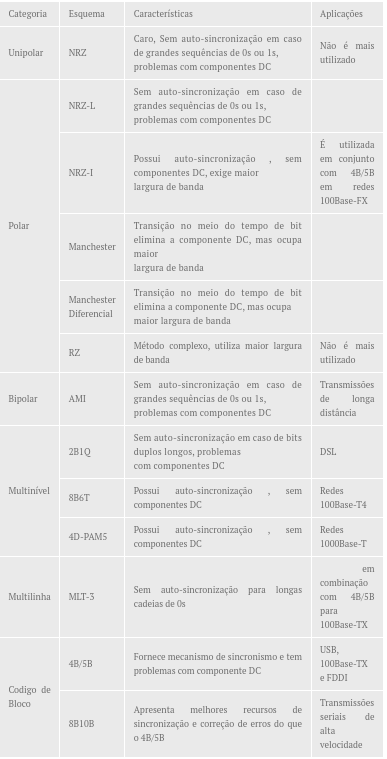 Categoria Esquema Características Aplicações
Unipolar NRZ Caro, Sem auto-sincronização em caso
de grandes sequências de 0s ou 1s,
problemas com componentes DC
Não é mais
utilizado
Polar
NRZ-L
Sem auto-sincronização em caso de
grandes sequências de 0s ou 1s,
problemas com componentes DC
NRZ-I
Possui auto-sincronização , sem
componentes DC, exige maior
largura de banda
É utilizada
em conjunto
com 4B/5B
em redes
100Base-FX
Manchester
Transição no meio do tempo de bit
elimina a componente DC, mas ocupa
maior
largura de banda
Manchester
Diferencial
Transição no meio do tempo de bit
elimina a componente DC, mas ocupa
maior largura de banda
RZ
Método complexo, utiliza maior largura
de banda
Não é mais
utilizado
Bipolar
AMI
Sem auto-sincronização em caso de
grandes sequências de 0s ou 1s,
problemas com componentes DC
Transmissões
de longa
distância
Multinível
2B1Q
Sem auto-sincronização em caso de bits
duplos longos, problemas
com componentes DC
DSL
8B6T
Possui auto-sincronização , sem
componentes DC
Redes
100Base-T4
4D-PAM5
Possui auto-sincronização , sem
componentes DC
Redes
1000Base-T
Multilinha
MLT-3
Sem auto-sincronização para longas
cadeias de 0s
em
combinação
com 4B/5B
para
100Base-TX
Codigo de
Bloco
4B/5B
Fornece mecanismo de sincronismo e tem
problemas com componente DC
USB,
100Base-TX
e FDDI
8B10B
Apresenta melhores recursos de
sincronização e correção de erros do que
o 4B/5B
Transmissões
seriais de
alta
velocidade